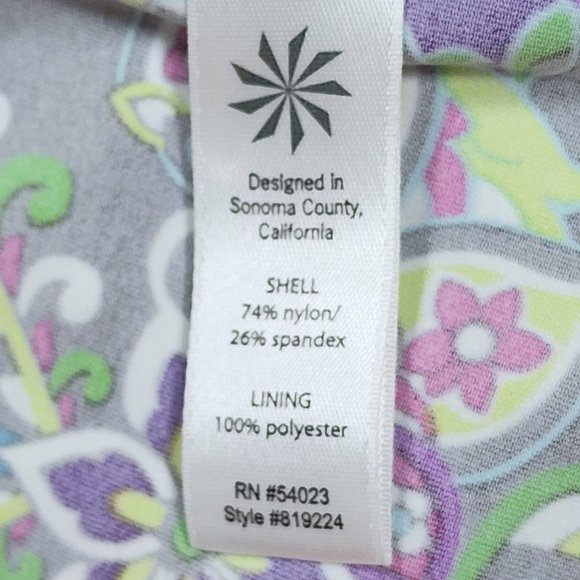 Designed in
Sonoma County,
California
SHELL
74% nylon/
26% spandex
LINING
100% polyester
RN #54023
Style #819224